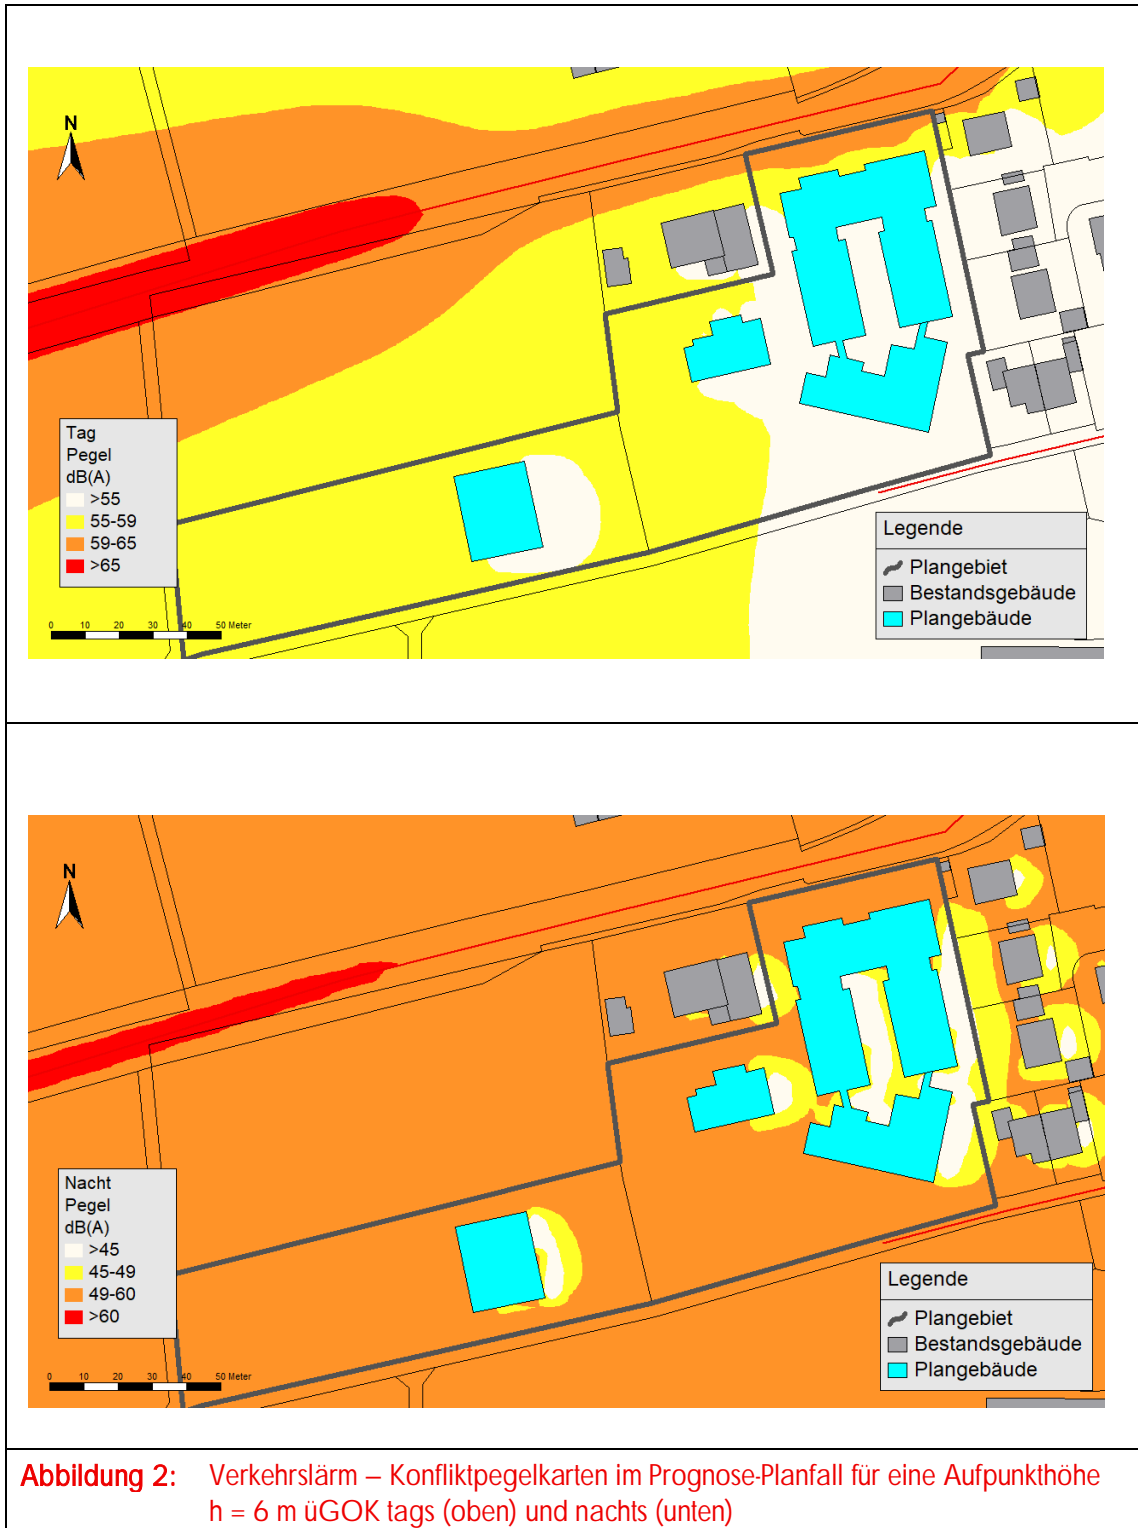 N
Tag
Pegel
dB(A)
>55
55-59
59-65
>65
0 10 20 30 40 50 Meter
Legende
Plangebiet
Bestandsgebäude
Plangebäude
N
Nacht
Pegel
dB(A)
>45
45-49
49-60
>60
0 10 20 30 40 50 Meter
Legende
Plangebiet
Bestandsgebäude
Plangebäude
Abbildung 2: Verkehrslärm – Konfliktpegelkarten im Prognose-Planfall für eine Aufpunkthöhe
h = 6 m üGOK tags (oben) und nachts (unten)